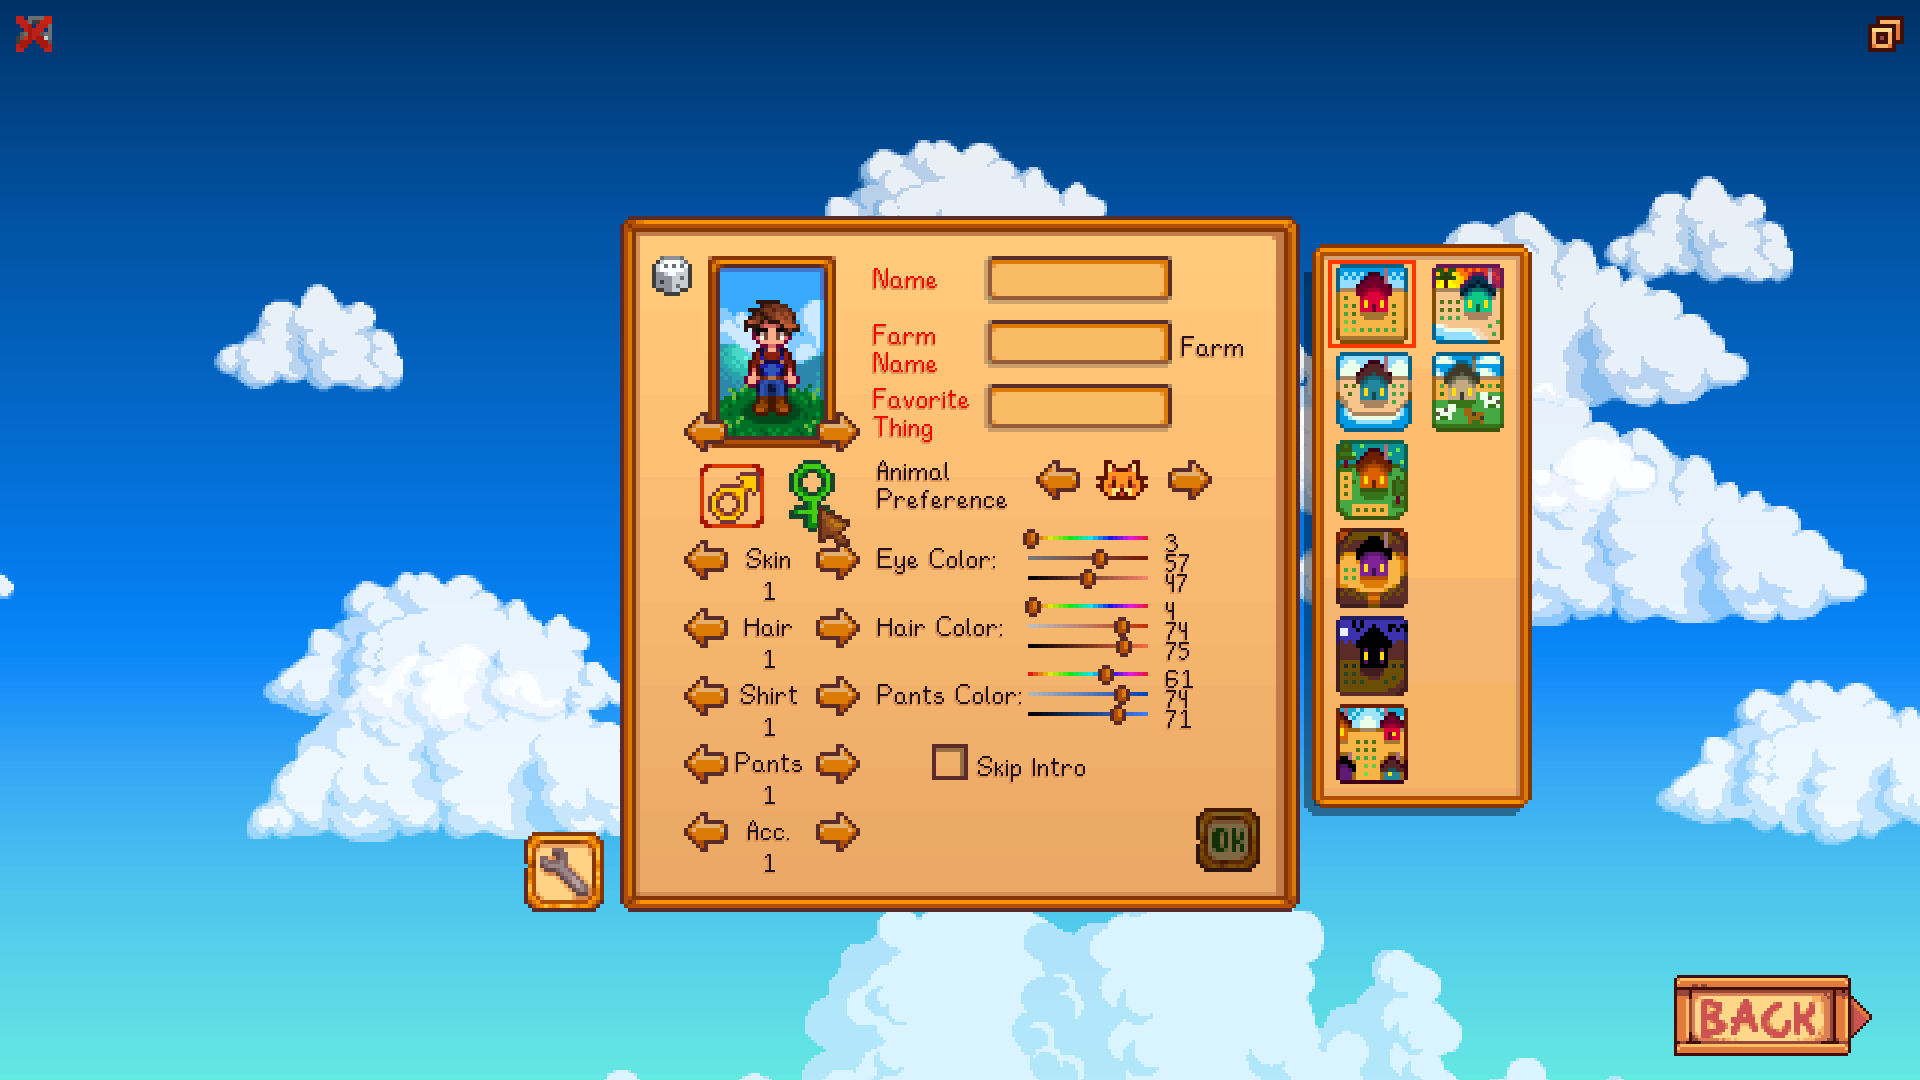 Name
Farm
Name
Farm
Favorite
Thing
Animal
Preference
Skin
1
Eye Color:
3
57
47
Hair
1
Hair Color:
4
74
75
Shirt
1
Pants Color:
61
74
71
Pants
1
Skip Intro
Acc.
1
OK
BACK